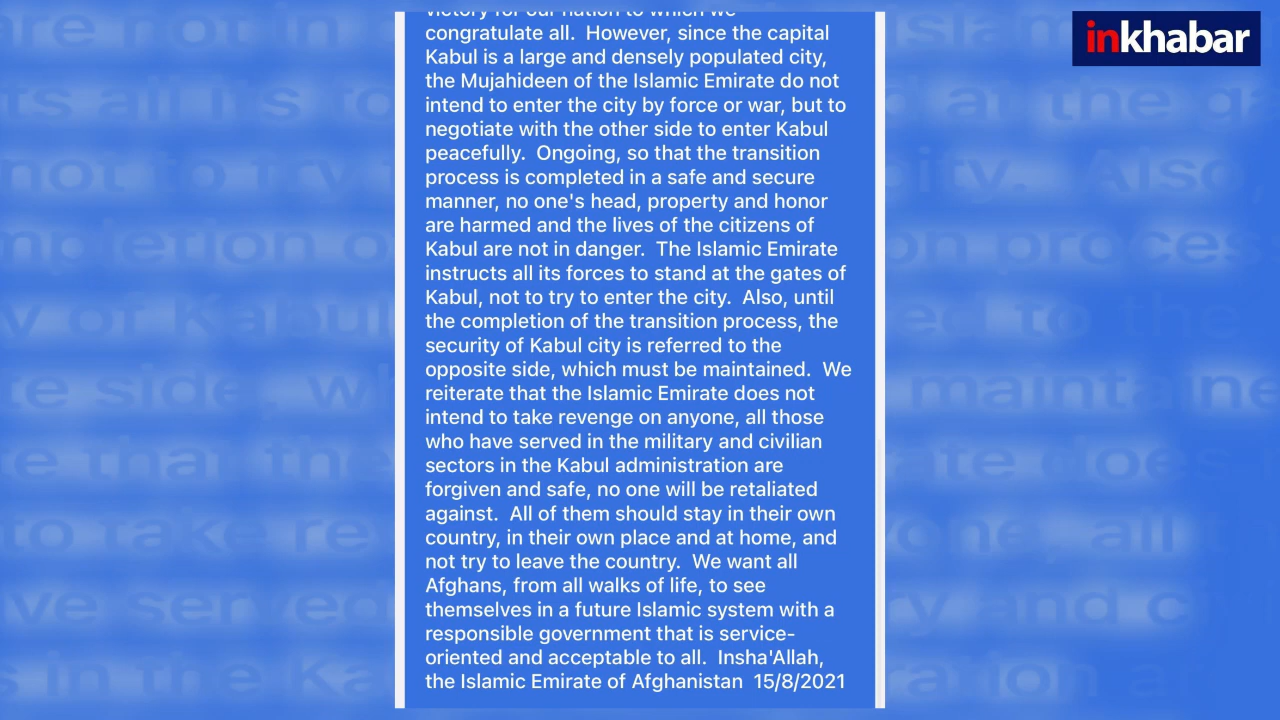 inkhabar
victory for our nation to which we
congratulate all.  However, since the capital
Kabul is a large and densely populated city,
the Mujahideen of the Islamic Emirate do not
intend to enter the city by force or war, but to
negotiate with the other side to enter Kabul
peacefully.  Ongoing, so that the transition
process is completed in a safe and secure
manner, no one's head, property and honor
are harmed and the lives of the citizens of
Kabul are not in danger.  The Islamic Emirate
instructs all its forces to stand at the gates of
Kabul, not to try to enter the city.  Also, until
the completion of the transition process, the
security of Kabul city is referred to the
opposite side, which must be maintained.  We
reiterate that the Islamic Emirate does not
intend to take revenge on anyone, all those
who have served in the military and civilian
sectors in the Kabul administration are
forgiven and safe, no one will be retaliated
against.  All of them should stay in their own
country, in their own place and at home, and
not try to leave the country.  We want all
Afghans, from all walks of life, to see
themselves in a future Islamic system with a
responsible government that is service-
oriented and acceptable to all.  Insha'Allah,
the Islamic Emirate of Afghanistan  15/8/2021